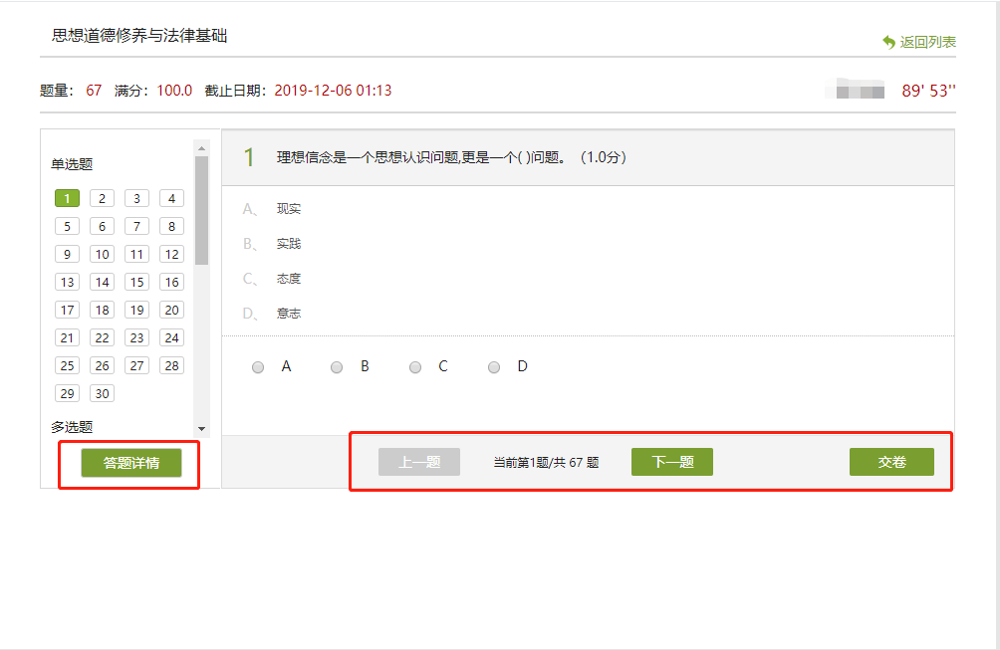 思想道德修养与法律基础
返回列表
题量： 67 满分：100.0 截止日期：2019-12-06 01:13
89' 53''
单选题
1 2 3 4
5 6 7 8
9 10 11 12
13 14 15 16
17 18 19 20
21 22 23 24
25 26 27 28
29 30
多选题
答题详情
1 理想信念是一个思想认识问题,更是一个( )问题。（1.0分）
A、 现实
B、 实践
C、 态度
D、 意志
A B C D
上一题 当前第1题/共 67 题 下一题 交卷